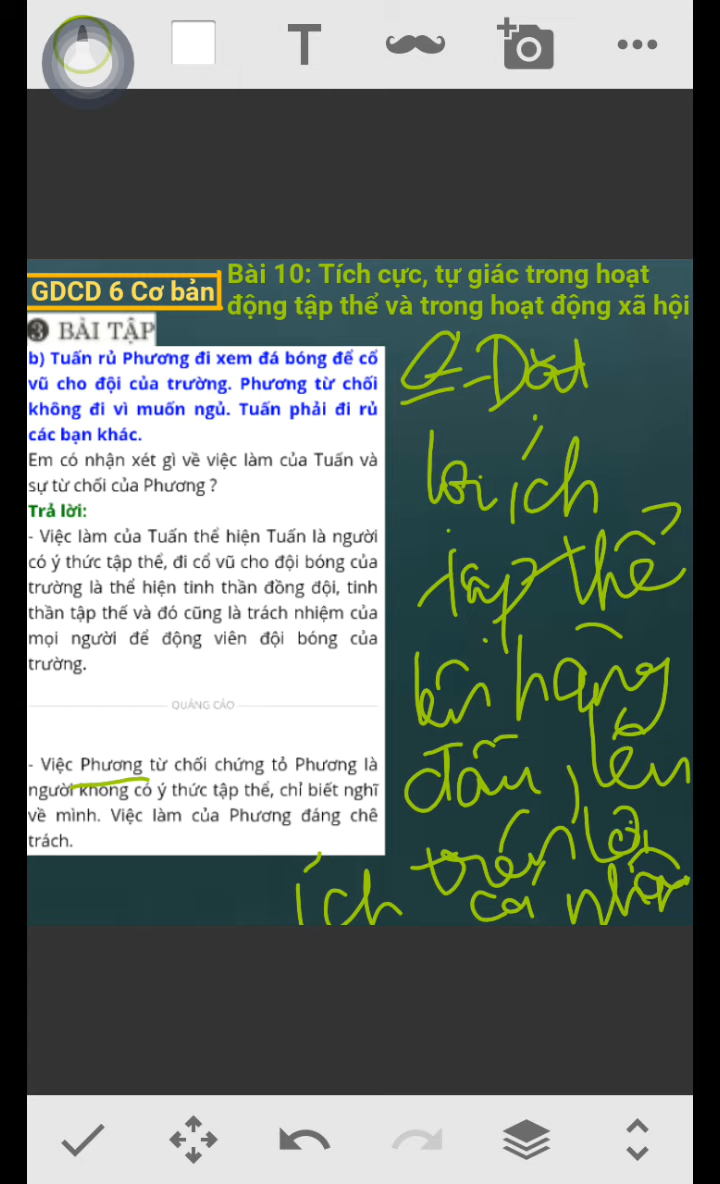 T
GDCD 6 Cơ bản
Bài 10: Tích cực, tự giác trong hoạt
động tập thể và trong hoạt động xã hội
3 BÀI TẬP
b) Tuấn rủ Phương đi xem đá bóng để cổ
vũ cho đội của trường. Phương từ chối
không đi vì muốn ngủ. Tuấn phải đi rủ
các bạn khác.
Em có nhận xét gì về việc làm của Tuấn và
sự từ chối của Phương ?
Trả lời:
- Việc làm của Tuấn thể hiện Tuấn là người
có ý thức tập thể, đi cổ vũ cho đội bóng của
trường là thể hiện tinh thần đồng đội, tinh
thần tập thể và đó cũng là trách nhiệm của
mọi người để động viên đội bóng của
trường.
QUẢNG CÁO
- Việc Phương từ chối chứng tỏ Phương là
người không có ý thức tập thể, chỉ biết nghĩ
về mình. Việc làm của Phương đáng chê
trách.
lợi ích
tập thể
lên hàng
đầu, lên
trên lợi
ích cá nhân